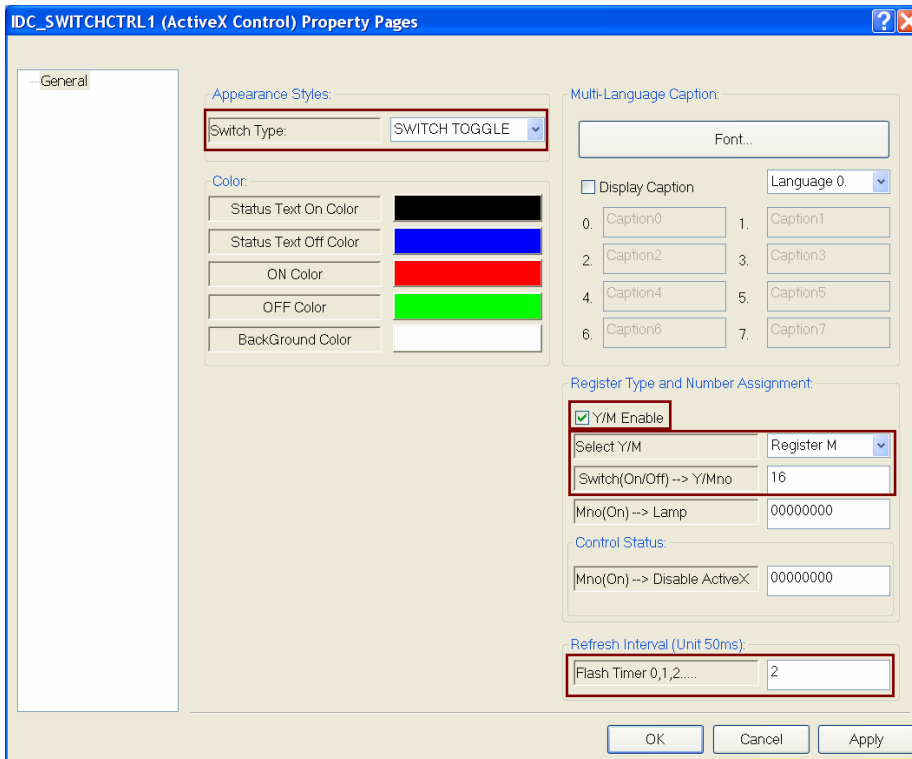 IDC_SWITCHCTRL1 (ActiveX Control) Property Pages
General
Appearance Styles:
Switch Type: SWITCH TOGGLE
Color:
Status Text On Color
Status Text Off Color
ON Color
OFF Color
BackGround Color
Multi-Language Caption:
Font...
Display Caption Language 0.
0. Caption0 1. Caption1
2. Caption2 3. Caption3
4. Caption4 5. Caption5
6. Caption6 7. Caption7
Register Type and Number Assignment:
Y/M Enable
Select Y/M Register M
Switch(On/Off) --> Y/Mno 16
Mno(On) --> Lamp 00000000
Control Status:
Mno(On) --> Disable ActiveX 00000000
Refresh Interval (Unit 50ms):
Flash Timer 0,1,2..... 2
OK Cancel Apply